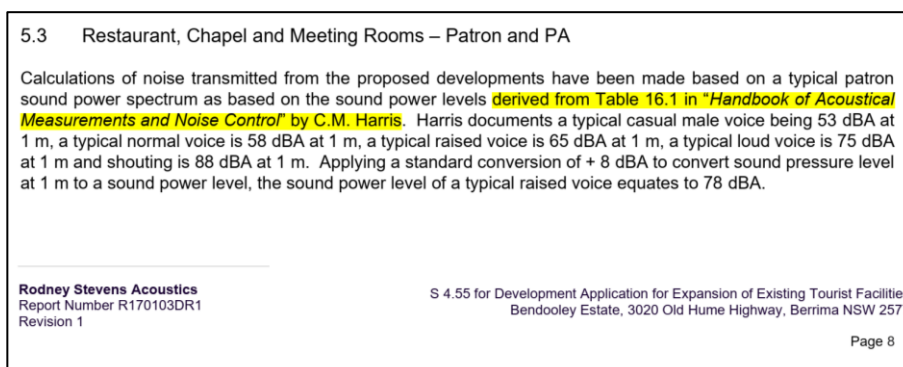 5.3 Restaurant, Chapel and Meeting Rooms – Patron and PA
Calculations of noise transmitted from the proposed developments have been made based on a typical patron
sound power spectrum as based on the sound power levels derived from Table 16.1 in “Handbook of Acoustical
Measurements and Noise Control” by C.M. Harris. Harris documents a typical casual male voice being 53 dBA at
1 m, a typical normal voice is 58 dBA at 1 m, a typical raised voice is 65 dBA at 1 m, a typical loud voice is 75 dBA
at 1 m and shouting is 88 dBA at 1 m. Applying a standard conversion of + 8 dBA to convert sound pressure level
at 1 m to a sound power level, the sound power level of a typical raised voice equates to 78 dBA.
Rodney Stevens Acoustics
Report Number R170103DR1
Revision 1
S 4.55 for Development Application for Expansion of Existing Tourist Facilitie
Bendooley Estate, 3020 Old Hume Highway, Berrima NSW 257
Page 8